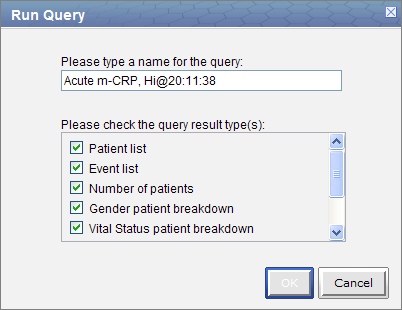 Run Query
Please type a name for the query:
Acute m-CRP, Hi@20:11:38
Please check the query result type(s):
Patient list
Event list
Number of patients
Gender patient breakdown
Vital Status patient breakdown
OK Cancel